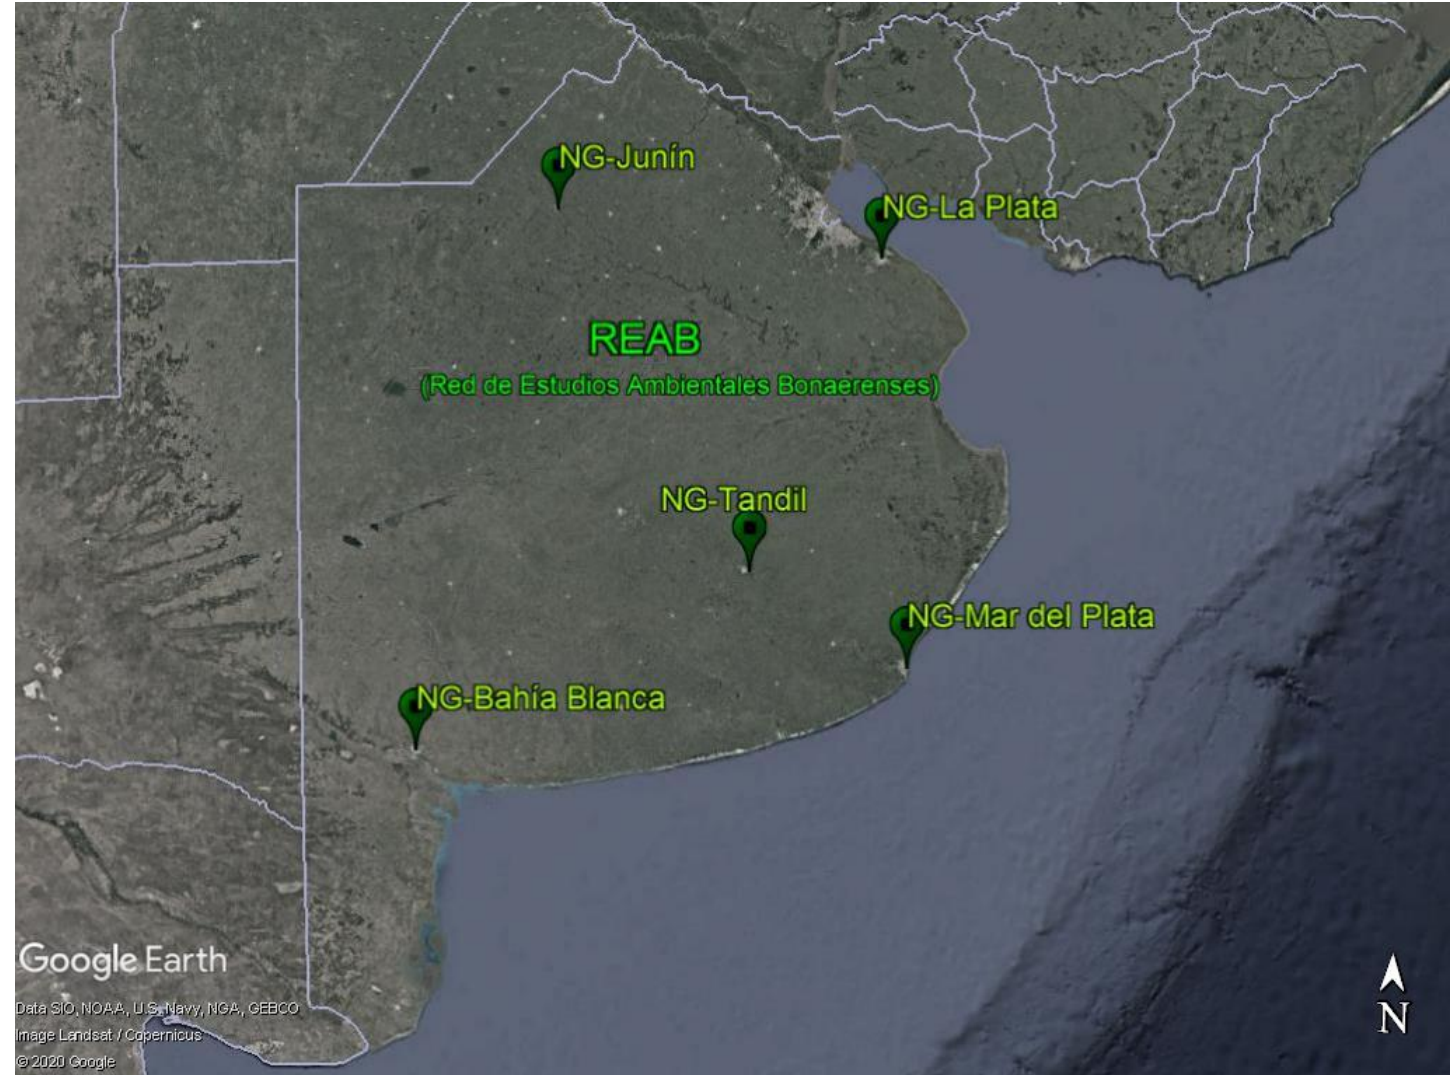 NG-Junín
NG-La Plata
REAB
(Red de Estudios Ambientales Bonaerenses)
NG-Tandil
NG-Mar del Plata
NG-Bahía Blanca
Google Earth
Data SIO, NOAA, U.S. Navy, NGA, GEBCO
Image Landsat / Copernicus
© 2020 Google
N